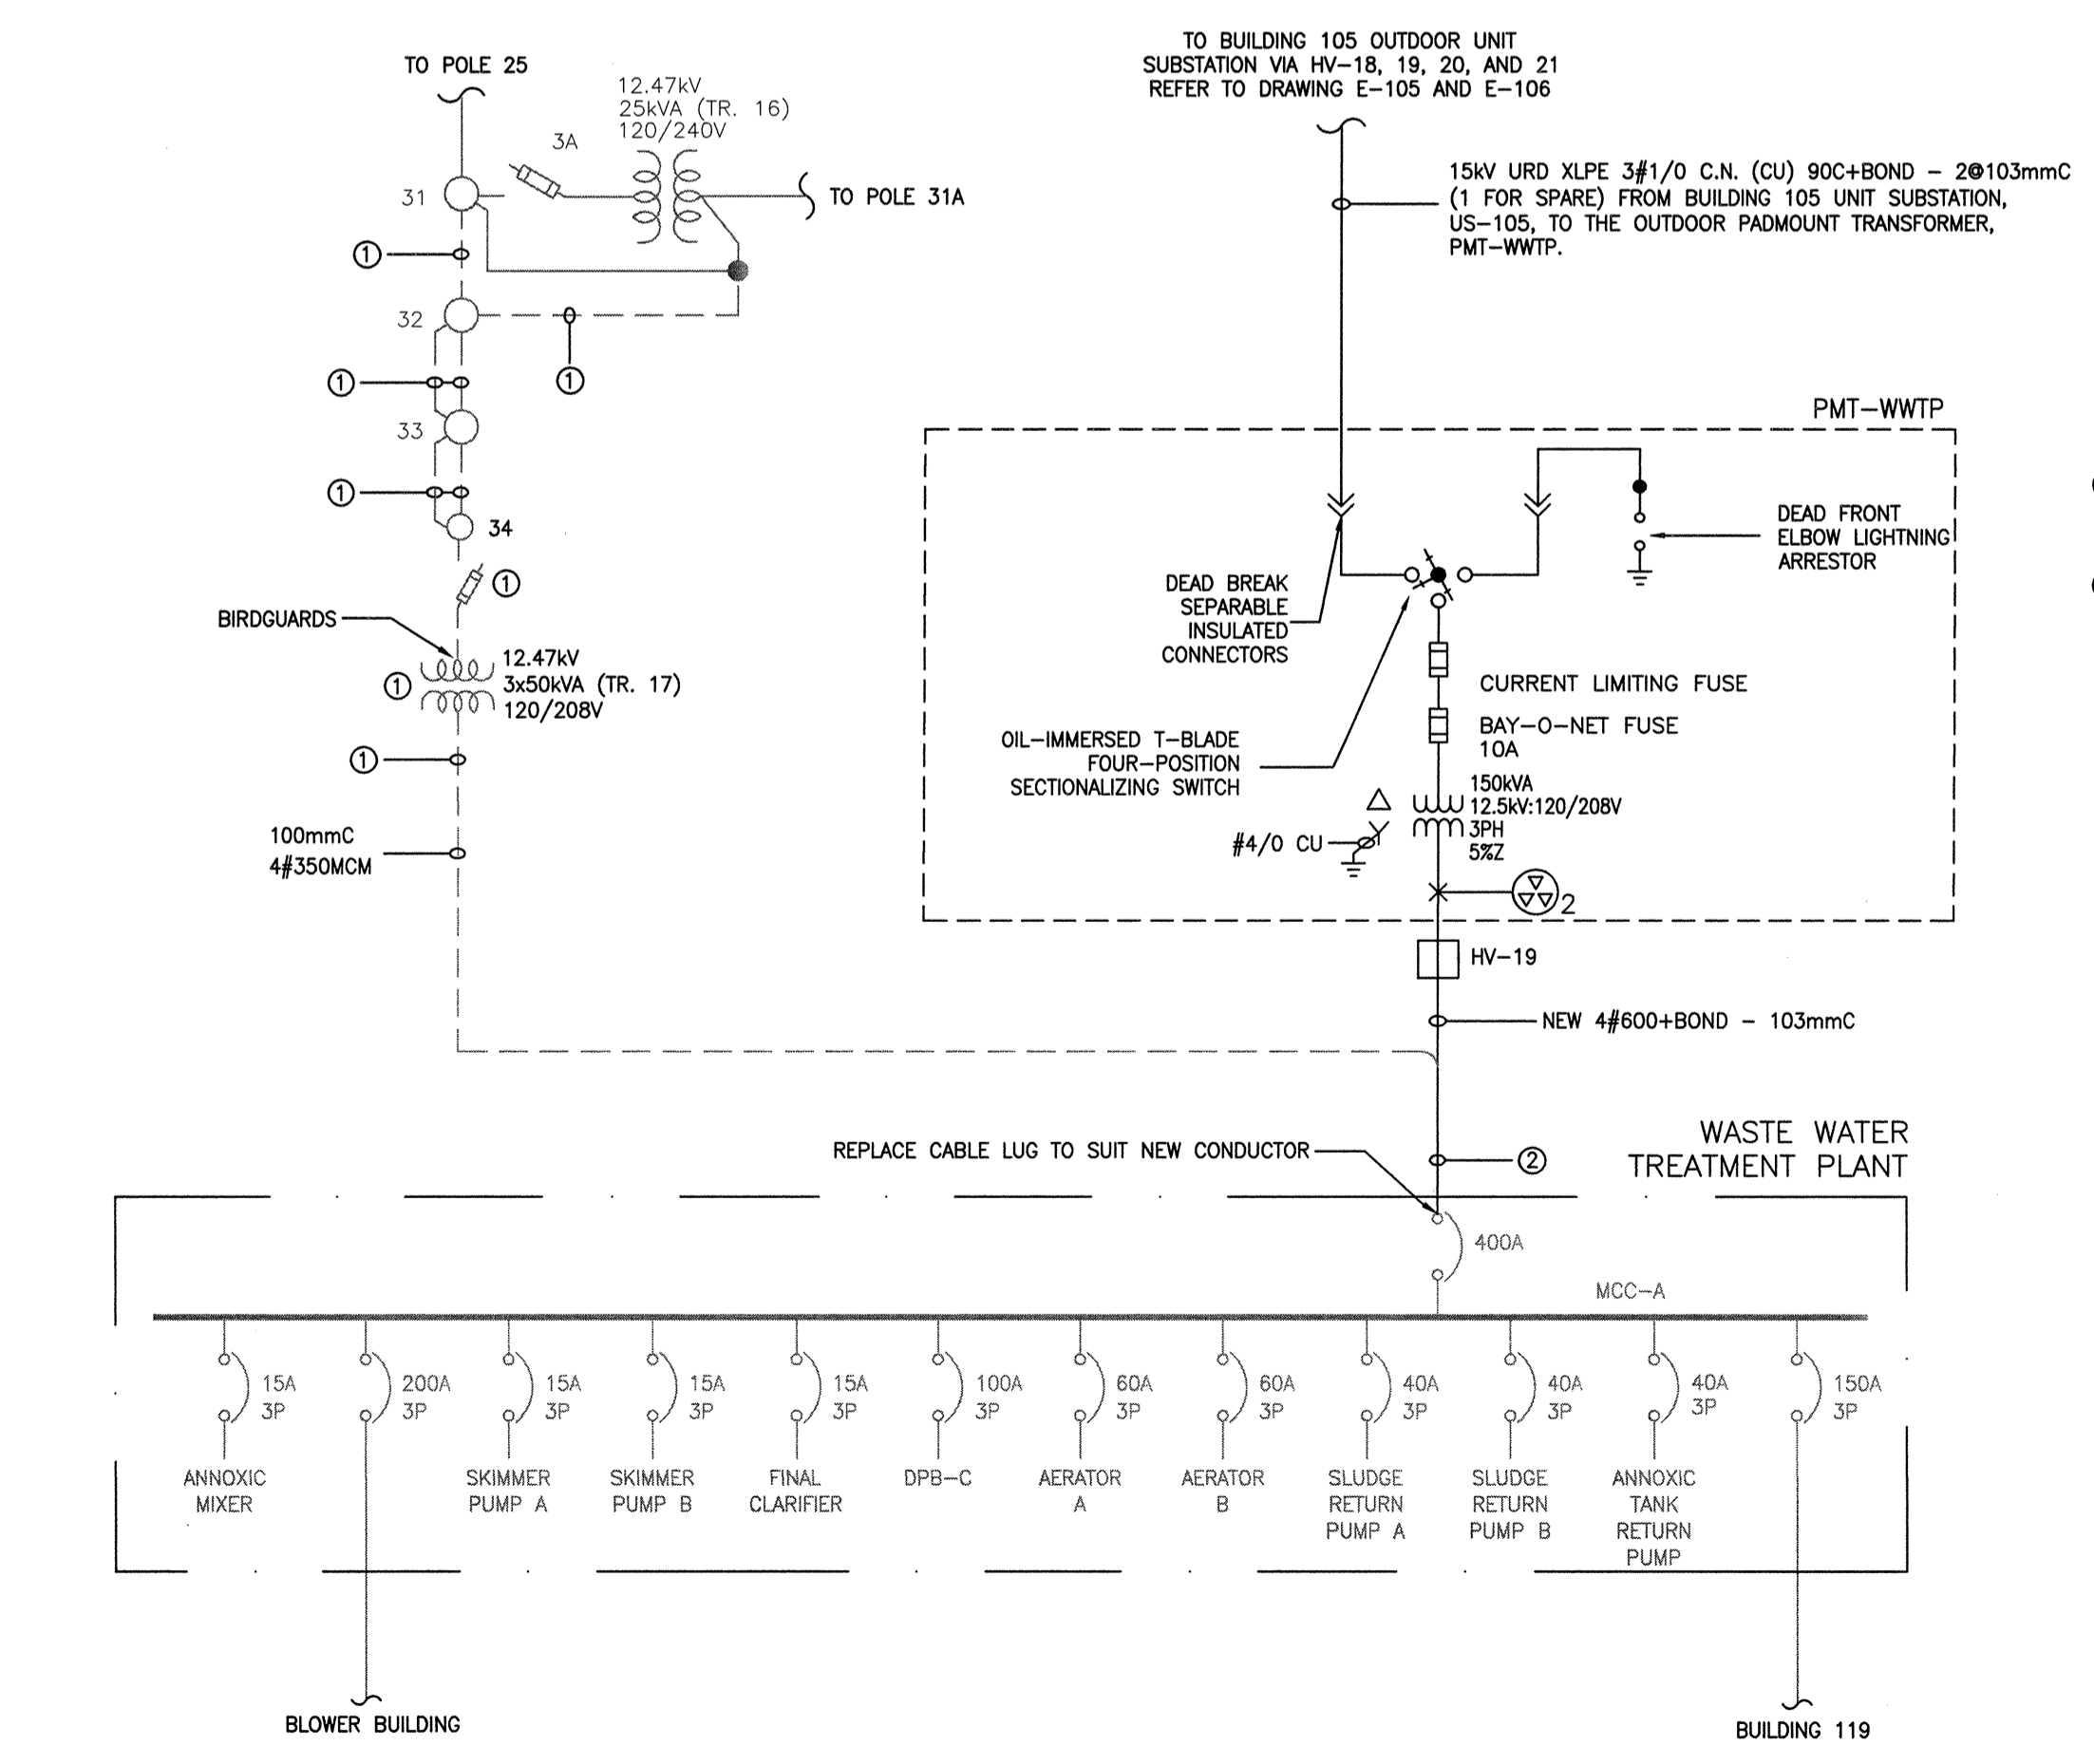 TO POLE 25
12.47kV
25kVA (TR. 16)
120/240V
3A
31
TO POLE 31A
1
32
1
1
33
1
34
1
BIRDGUARDS
1
12.47kV
3x50kVA (TR. 17)
120/208V
1
100mmC
4#350MCM
TO BUILDING 105 OUTDOOR UNIT
SUBSTATION VIA HV-18, 19, 20, AND 21
REFER TO DRAWING E-105 AND E-106
15kV URD XLPE 3#1/0 C.N. (CU) 90C+BOND - 2@103mmC
(1 FOR SPARE) FROM BUILDING 105 UNIT SUBSTATION,
US-105, TO THE OUTDOOR PADMOUNT TRANSFORMER,
PMT-WWTP.
PMT-WWTP
DEAD BREAK
SEPARABLE
INSULATED
CONNECTORS
DEAD FRONT
ELBOW LIGHTNING
ARRESTOR
CURRENT LIMITING FUSE
BAY-O-NET FUSE
10A
OIL-IMMERSED T-BLADE
FOUR-POSITION
SECTIONALIZING SWITCH
150kVA
12.5kV:120/208V
3PH
5%Z
#4/0 CU
2
HV-19
NEW 4#600+BOND - 103mmC
REPLACE CABLE LUG TO SUIT NEW CONDUCTOR
2
WASTE WATER
TREATMENT PLANT
400A
MCC-A
15A
3P
200A
3P
15A
3P
15A
3P
15A
3P
100A
3P
60A
3P
60A
3P
40A
3P
40A
3P
40A
3P
150A
3P
ANNOXIC
MIXER
SKIMMER
PUMP A
SKIMMER
PUMP B
FINAL
CLARIFIER
DPB-C
AERATOR
A
AERATOR
B
SLUDGE
RETURN
PUMP A
SLUDGE
RETURN
PUMP B
ANNOXIC
TANK
RETURN
PUMP
BLOWER BUILDING
BUILDING 119